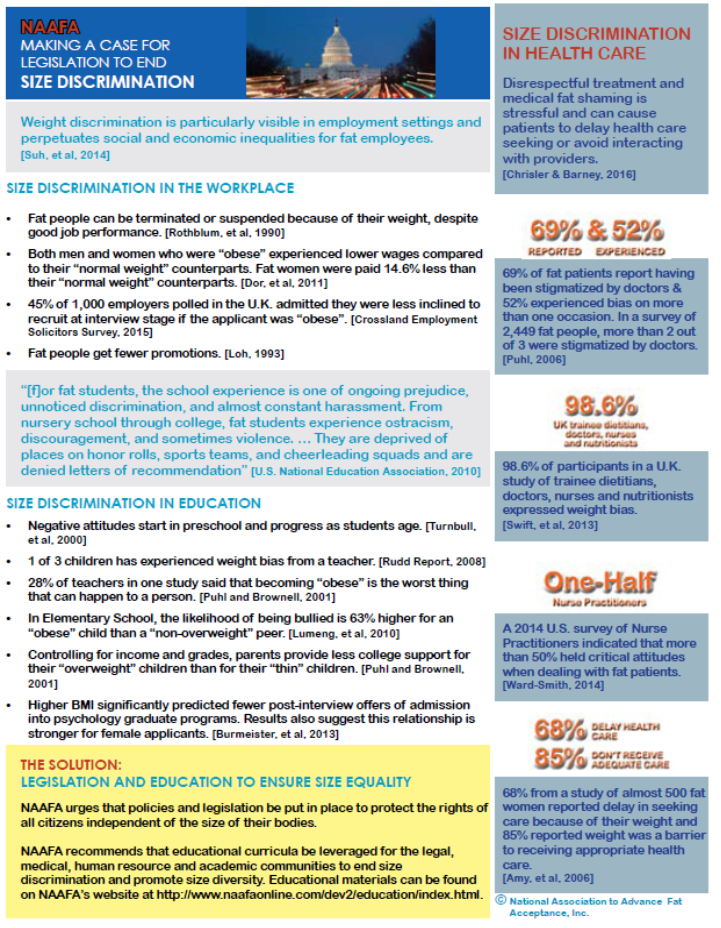 NAAFA
MAKING A CASE FOR
LEGISLATION TO END
SIZE DISCRIMINATION
Weight discrimination is particularly visible in employment settings and
perpetuates social and economic inequalities for fat employees.
[Suh, et al, 2014]
SIZE DISCRIMINATION IN THE WORKPLACE
• Fat people can be terminated or suspended because of their weight, despite
good job performance. [Rothblum, et al, 1990]
• Both men and women who were “obese” experienced lower wages compared
to their “normal weight” counterparts. Fat women were paid 14.6% less than
their “normal weight” counterparts. [Dor, et al, 2011]
• 45% of 1,000 employers polled in the U.K. admitted they were less inclined to
recruit at interview stage if the applicant was “obese”. [Crossland Employment
Solicitors Survey, 2015]
• Fat people get fewer promotions. [Loh, 1993]
“[f]or fat students, the school experience is one of ongoing prejudice,
unnoticed discrimination, and almost constant harassment. From
nursery school through college, fat students experience ostracism,
discouragement, and sometimes violence. … They are deprived of
places on honor rolls, sports teams, and cheerleading squads and are
denied letters of recommendation” [U.S. National Education Association, 2010]
SIZE DISCRIMINATION IN EDUCATION
• Negative attitudes start in preschool and progress as students age. [Turnbull,
et al, 2000]
• 1 of 3 children has experienced weight bias from a teacher. [Rudd Report, 2008]
• 28% of teachers in one study said that becoming “obese” is the worst thing
that can happen to a person. [Puhl and Brownell, 2001]
• In Elementary School, the likelihood of being bullied is 63% higher for an
“obese” child than a “non-overweight” peer. [Lumeng, et al, 2010]
• Controlling for income and grades, parents provide less college support for
their “overweight” children than for their “thin” children. [Puhl and Brownell,
2001]
• Higher BMI significantly predicted fewer post-interview offers of admission
into psychology graduate programs. Results also suggest this relationship is
stronger for female applicants. [Burmeister, et al, 2013]
THE SOLUTION:
LEGISLATION AND EDUCATION TO ENSURE SIZE EQUALITY
NAAFA urges that policies and legislation be put in place to protect the rights of
all citizens independent of the size of their bodies.
NAAFA recommends that educational curricula be leveraged for the legal,
medical, human resource and academic communities to end size
discrimination and promote size diversity. Educational materials can be found
on NAAFA’s website at http://www.naafaonline.com/dev2/education/index.html.
SIZE DISCRIMINATION
IN HEALTH CARE
Disrespectful treatment and
medical fat shaming is
stressful and can cause
patients to delay health care
seeking or avoid interacting
with providers.
[Chrisler & Barney, 2016]
69% & 52%
REPORTED EXPERIENCED
69% of fat patients report having
been stigmatized by doctors &
52% experienced bias on more
than one occasion. In a survey of
2,449 fat people, more than 2 out
of 3 were stigmatized by doctors.
[Puhl, 2006]
98.6%
UK trainee dietitians,
doctors, nurses
and nutritionists
98.6% of participants in a U.K.
study of trainee dietitians,
doctors, nurses and nutritionists
expressed weight bias.
[Swift, et al, 2013]
One-Half
Nurse Practitioners
A 2014 U.S. survey of Nurse
Practitioners indicated that more
than 50% held critical attitudes
when dealing with fat patients.
[Ward-Smith, 2014]
68% DELAY HEALTH
CARE
85% DON'T RECEIVE
ADEQUATE CARE
68% from a study of almost 500 fat
women reported delay in seeking
care because of their weight and
85% reported weight was a barrier
to receiving appropriate health
care.
[Amy, et al, 2006]
© National Association to Advance Fat
Acceptance, Inc.